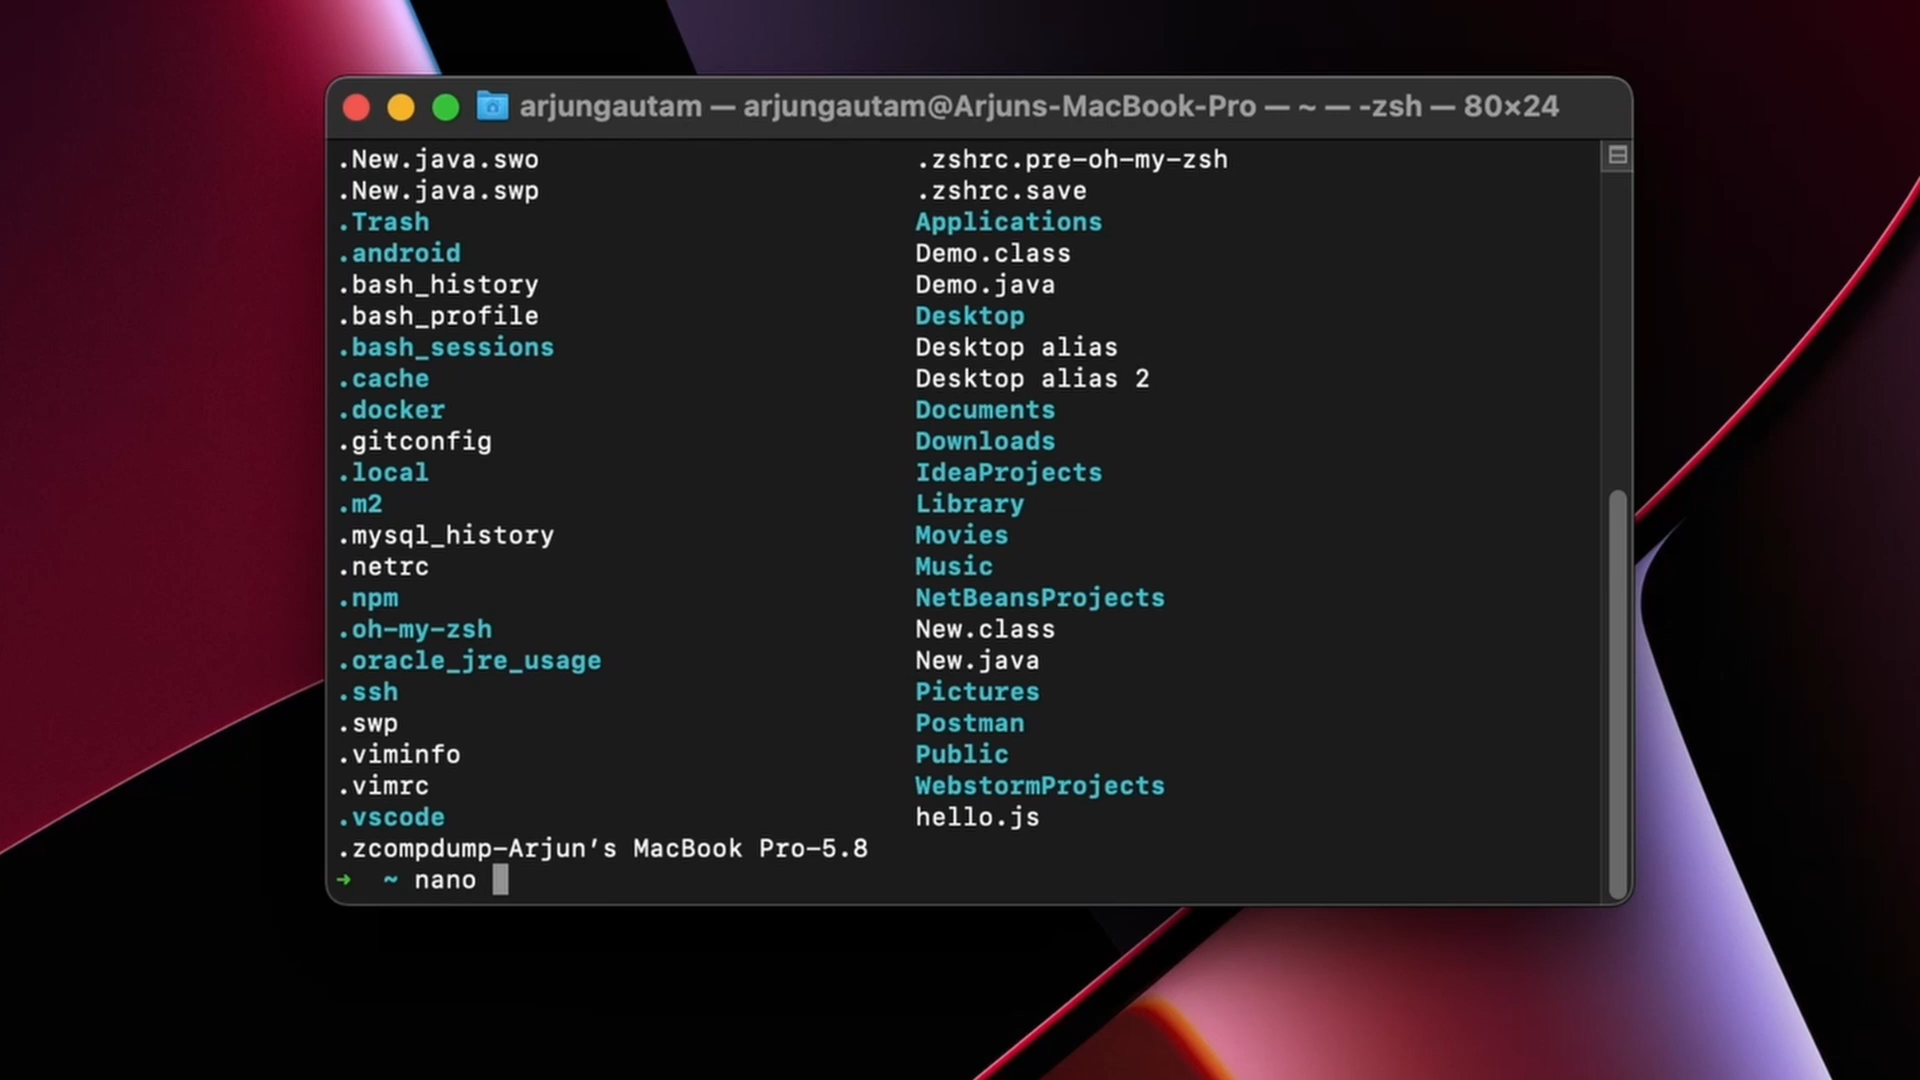 arjungautam — arjungautam@Arjuns-MacBook-Pro — ~ — -zsh — 80×24
.New.java.swo .zshrc.pre-oh-my-zsh
.New.java.swp .zshrc.save
.Trash Applications
.android Demo.class
.bash_history Demo.java
.bash_profile Desktop
.bash_sessions Desktop alias
.cache Desktop alias 2
.docker Documents
.gitconfig Downloads
.local IdeaProjects
.m2 Library
.mysql_history Movies
.netrc Music
.npm NetBeansProjects
.oh-my-zsh New.class
.oracle_jre_usage New.java
.ssh Pictures
.swp Postman
.viminfo Public
.vimrc WebstormProjects
.vscode hello.js
.zcompdump-Arjun’s MacBook Pro-5.8
➜ ~ nano